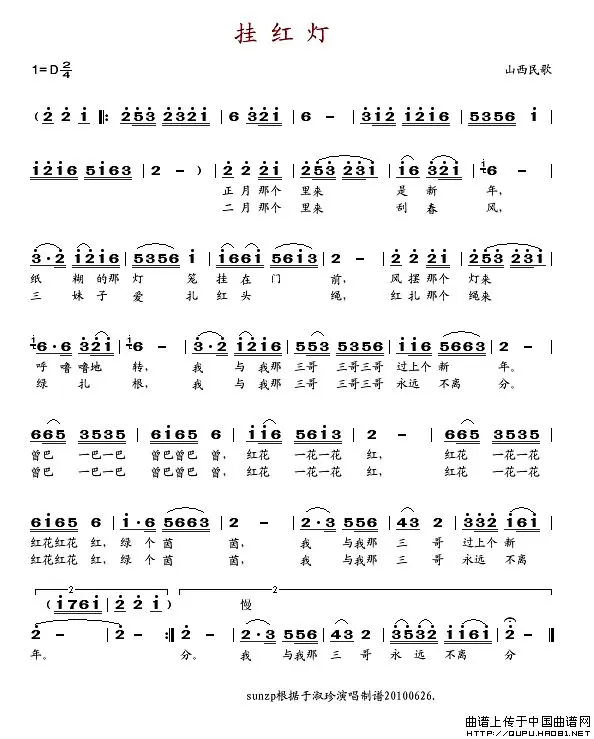 挂红灯
1=D 2/4 山西民歌
( 2 2 i ‖: 253 2321 | 6 321 | 6 - | 312 1216 | 5356 i |
1216 5163 | 2 - ) | 2 2 21 | 253 231 | 16 321 | 6 - |
正月那个 里来 是新 年,
二月那个 里来 刮春 风,
3·2 1216 | 5356 i | 1661 5613 | 2 - | 2 2 21 | 253 231 |
纸 糊的那 灯 笼 挂在 门 前, 风摆那个 灯来
三 妹子 爱 扎 红头 绳, 红扎那个 绳来
6·6 321 | 6 - | 3·2 1216 | 553 5356 | 116 5663 | 2 - |
呼 噜噜地 转, 我 与我那 三哥 三哥三哥 过上个 新 年。
绿 扎 根, 我 与我那 三哥 三哥三哥 永远 不离 分。
665 3535 | 6165 6 | 116 5613 | 2 - | 665 3535 |
曾巴 一巴一巴 曾巴曾巴 曾, 红花 一花一花 红, 红花 一花一花
曾巴 一巴一巴 曾巴曾巴 曾, 红花 一花一花 红, 红花 一花一花
6165 6 | 1·6 5663 | 2 - | 2·3 556 | 43 2 | 332 161 |
红花红花 红, 绿 个 茵 茵, 我 与我那 三 哥 过上个 新
红花红花 红, 绿 个 茵 茵, 我 与我那 三 哥 永远 不离
2 2
( 1761 | 2 2 i ) 慢
2 - | 2 - :‖ 2 - | 2·3 556 | 43 2 | 3532 1161 | 2 - ‖
年。 分。 我 与我那 三 哥 永 远 不离 分
sunzp根据于淑珍演唱制谱20100626.
曲谱上传于中国曲谱网
http://QUPU.HAO81.NET